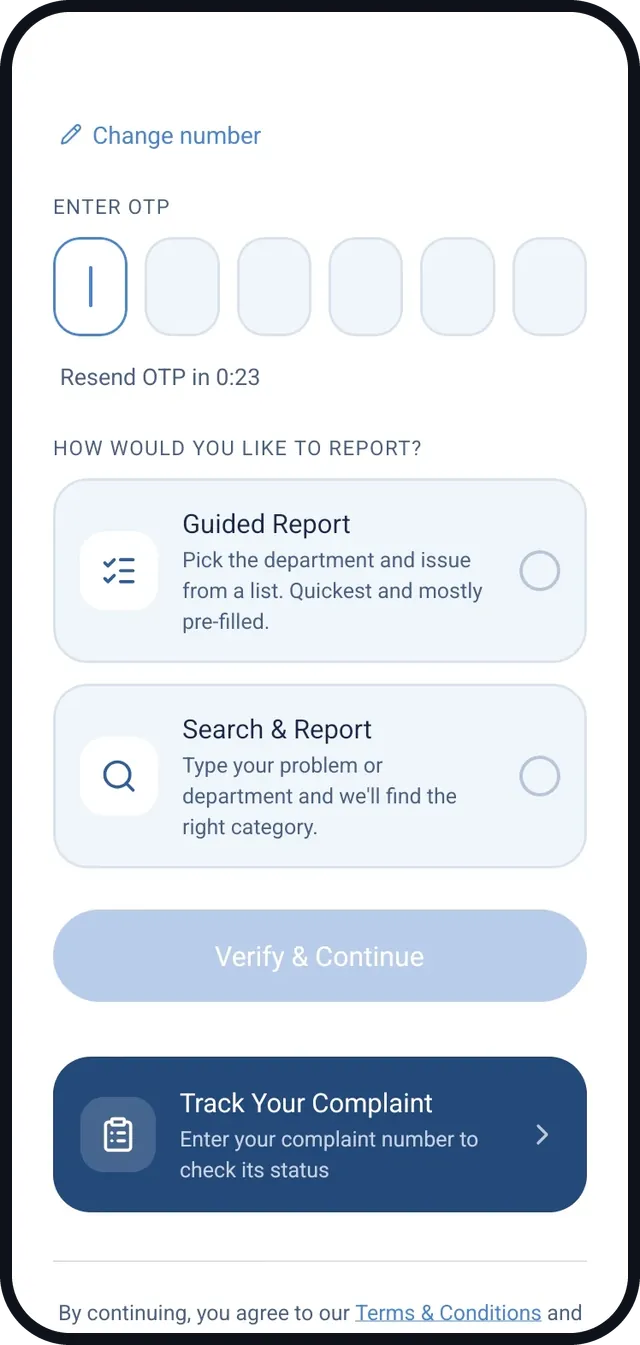 Change number
ENTER OTP
Resend OTP in 0:23
HOW WOULD YOU LIKE TO REPORT?
Guided Report
Pick the department and issue
from a list. Quickest and mostly
pre-filled.
Search & Report
Type your problem or
department and we'll find the
right category.
Verify & Continue
Track Your Complaint
Enter your complaint number to
check its status
By continuing, you agree to our Terms & Conditions and